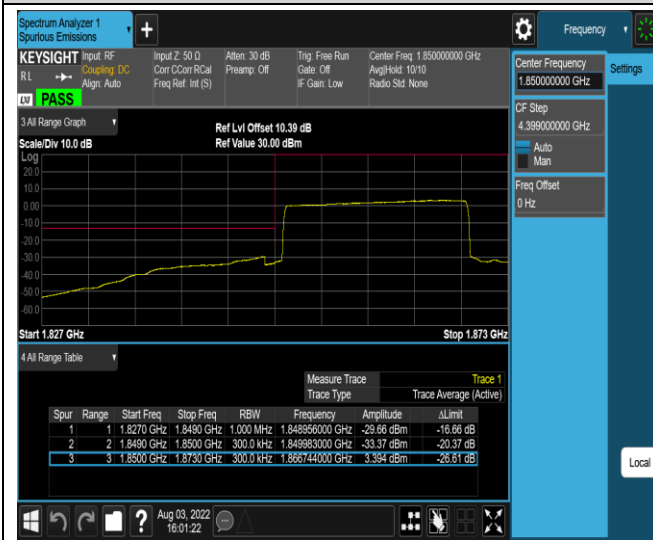 Spectrum Analyzer 1
Spurious Emissions
Frequency
KEYSIGHT
Input: RF
Input Z: 50 Ω
Atten: 30 dB
Trig: Free Run
Center Freq: 1.850000000 GHz
R L
Coupling: DC
Corr CCorr RCal
Preamp: Off
Gate: Off
Avg|Hold: 10/10
Align: Auto
Freq Ref: Int (S)
IF Gain: Low
Radio Std: None
LXI
PASS
Center Frequency
1.850000000 GHz
Settings
CF Step
4.399000000 GHz
Auto
Man
Freq Offset
0 Hz
3 All Range Graph
Ref Lvl Offset 10.39 dB
Scale/Div 10.0 dB
Ref Value 30.00 dBm
Log
20.0
10.0
0.00
-10.0
-20.0
-30.0
-40.0
-50.0
-60.0
Start 1.827 GHz
Stop 1.873 GHz
4 All Range Table
Measure Trace Trace 1
Trace Type Trace Average (Active)
Spur Range Start Freq Stop Freq RBW Frequency Amplitude ΔLimit
1 1 1.8270 GHz 1.8490 GHz 1.000 MHz 1.848956000 GHz -29.66 dBm -16.66 dB
2 2 1.8490 GHz 1.8500 GHz 300.0 kHz 1.849983000 GHz -33.37 dBm -20.37 dB
3 3 1.8500 GHz 1.8730 GHz 300.0 kHz 1.866744000 GHz 3.394 dBm -26.61 dB
Local
Aug 03, 2022
16:01:22